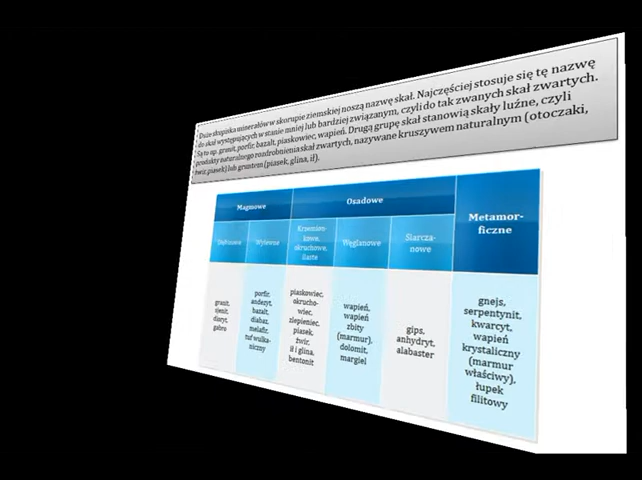 Duże skupiska minerałów w skorupie ziemskiej noszą nazwę skał. Najczęściej stosuje się tę nazwę
do skał występujących w stanie mniej lub bardziej związanym, czyli do tak zwanych skał zwartych.
Są to np. granit, porfir, bazalt, piaskowiec, wapień. Drugą grupę skał stanowią skały luźne, czyli
produkty naturalnego rozdrobnienia skał zwartych, nazywane kruszywem naturalnym (otoczaki,
żwir, piasek) lub gruntem (piasek, glina, ił).
Magmowe
Osadowe
Metamor-
ficzne
Głębinowe
Wylewne
Krzemion-
kowe,
okruchowe,
ilaste
Węglanowe
Siarcza-
nowe
granit,
sjenit,
dioryt,
gabro
porfir,
andezyt,
bazalt,
diabaz,
melafir,
tuf wulka-
niczny
piaskowiec,
okrucho-
wiec,
zlepieniec,
piasek,
żwir,
ił i glina,
bentonit
wapień,
wapień
zbity
(marmur),
dolomit,
margiel
gips,
anhydryt,
alabaster
gnejs,
serpentynit,
kwarcyt,
wapień
krystaliczny
(marmur
właściwy),
łupek
filitowy